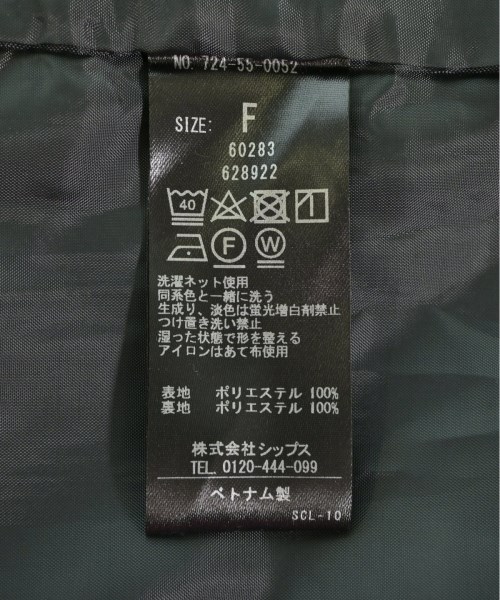 NO. 724-55-0052
SIZE: F
60283
628922
40
F W
洗濯ネット使用
同系色と一緒に洗う
生成り、淡色は蛍光増白剤禁止
つけ置き洗い禁止
湿った状態で形を整える
アイロンはあて布使用
表地 ポリエステル 100%
裏地 ポリエステル 100%
株式会社シップス
TEL. 0120-444-099
ベトナム製
SCL-10